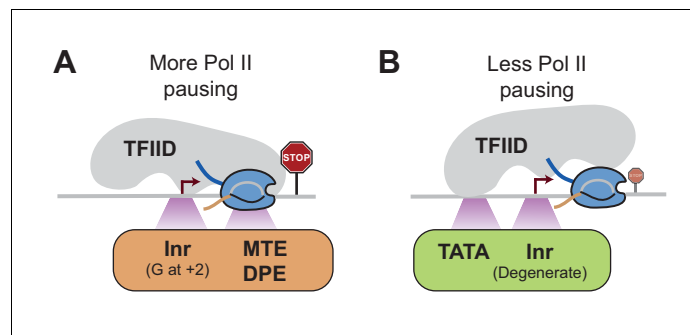 A
More Pol II
pausing
TFIID
STOP
Inr
(G at +2)
MTE
DPE
B
Less Pol II
pausing
TFIID
STOP
TATA
Inr
(Degenerate)